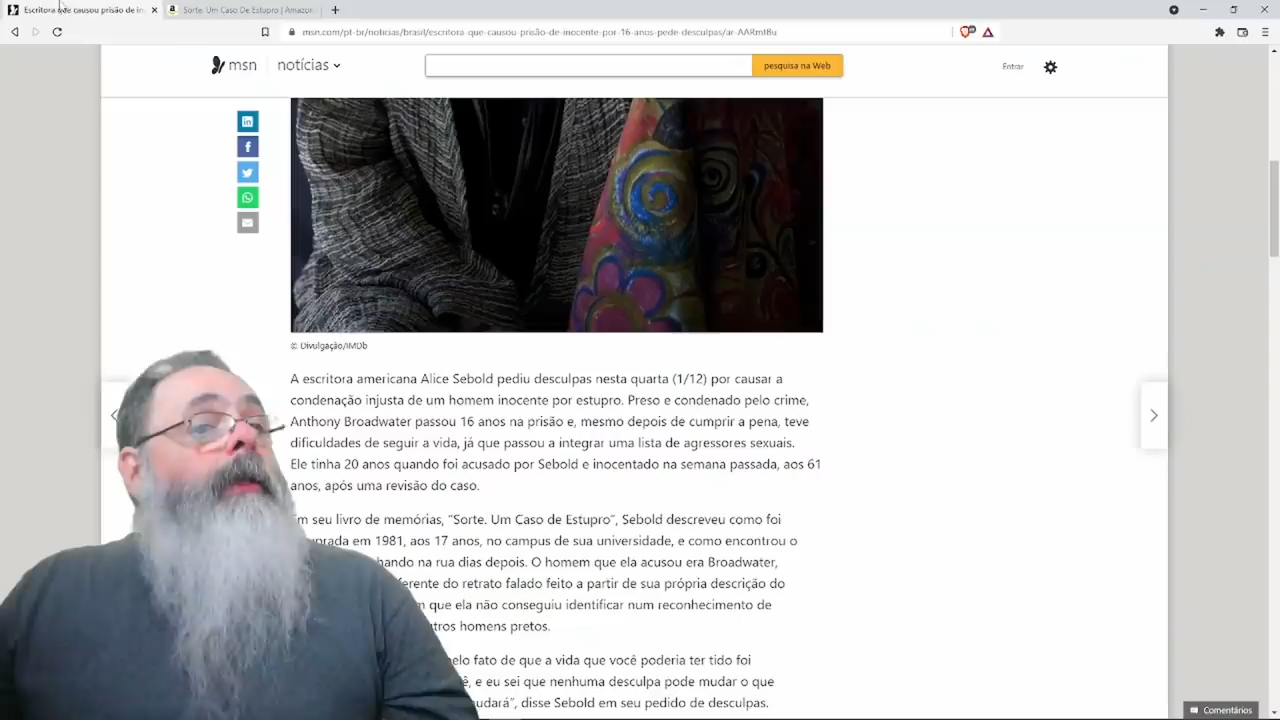 Escritora que causou prisão de in
Sorte. Um Caso De Estupro | Amazon
msn.com/pt-br/noticias/brasil/escritora-que-causou-prisão-de-inocente-por-16-anos-pede-desculpas/ar-AARmI8u
msn
notícias
pesquisa na Web
Entrar
© Divulgação/IMDb
A escritora americana Alice Sebold pediu desculpas nesta quarta (1/12) por causar a
condenação injusta de um homem inocente por estupro. Preso e condenado pelo crime,
Anthony Broadwater passou 16 anos na prisão e, mesmo depois de cumprir a pena, teve
dificuldades de seguir a vida, já que passou a integrar uma lista de agressores sexuais.
Ele tinha 20 anos quando foi acusado por Sebold e inocentado na semana passada, aos 61
anos, após uma revisão do caso.
Em seu livro de memórias, "Sorte. Um Caso de Estupro", Sebold descreveu como foi
em 1981, aos 17 anos, no campus de sua universidade, e como encontrou o
na rua dias depois. O homem que ela acusou era Broadwater,
do retrato falado feito a partir de sua própria descrição do
que ela não conseguiu identificar num reconhecimento de
homens pretos.
fato de que a vida que você poderia ter tido foi
e eu sei que nenhuma desculpa pode mudar o que
disse Sebold em seu pedido de desculpas.
Comentários